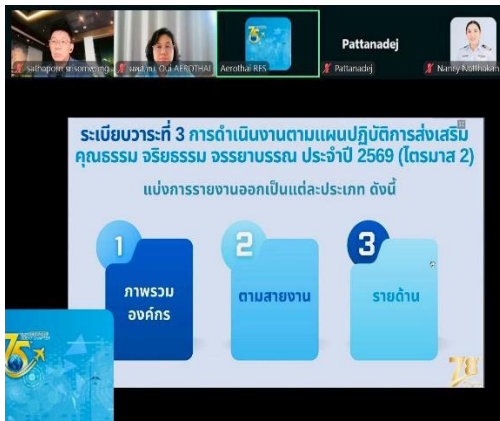 Pattanadej
Aerothai RES
Pattanadej
ระเบียบวาระที่ 3 การดำเนินงานตามแผนปฏิบัติการส่งเสริม
คุณธรรม จริยธรรม จรรยาบรรณ ประจำปี 2569 (ไตรมาส 2)
แบ่งการรายงานออกเป็นแต่ละประเภท ดังนี้
1
2
3
ภาพรวม
องค์กร
ตามสายงาน
รายด้าน
75